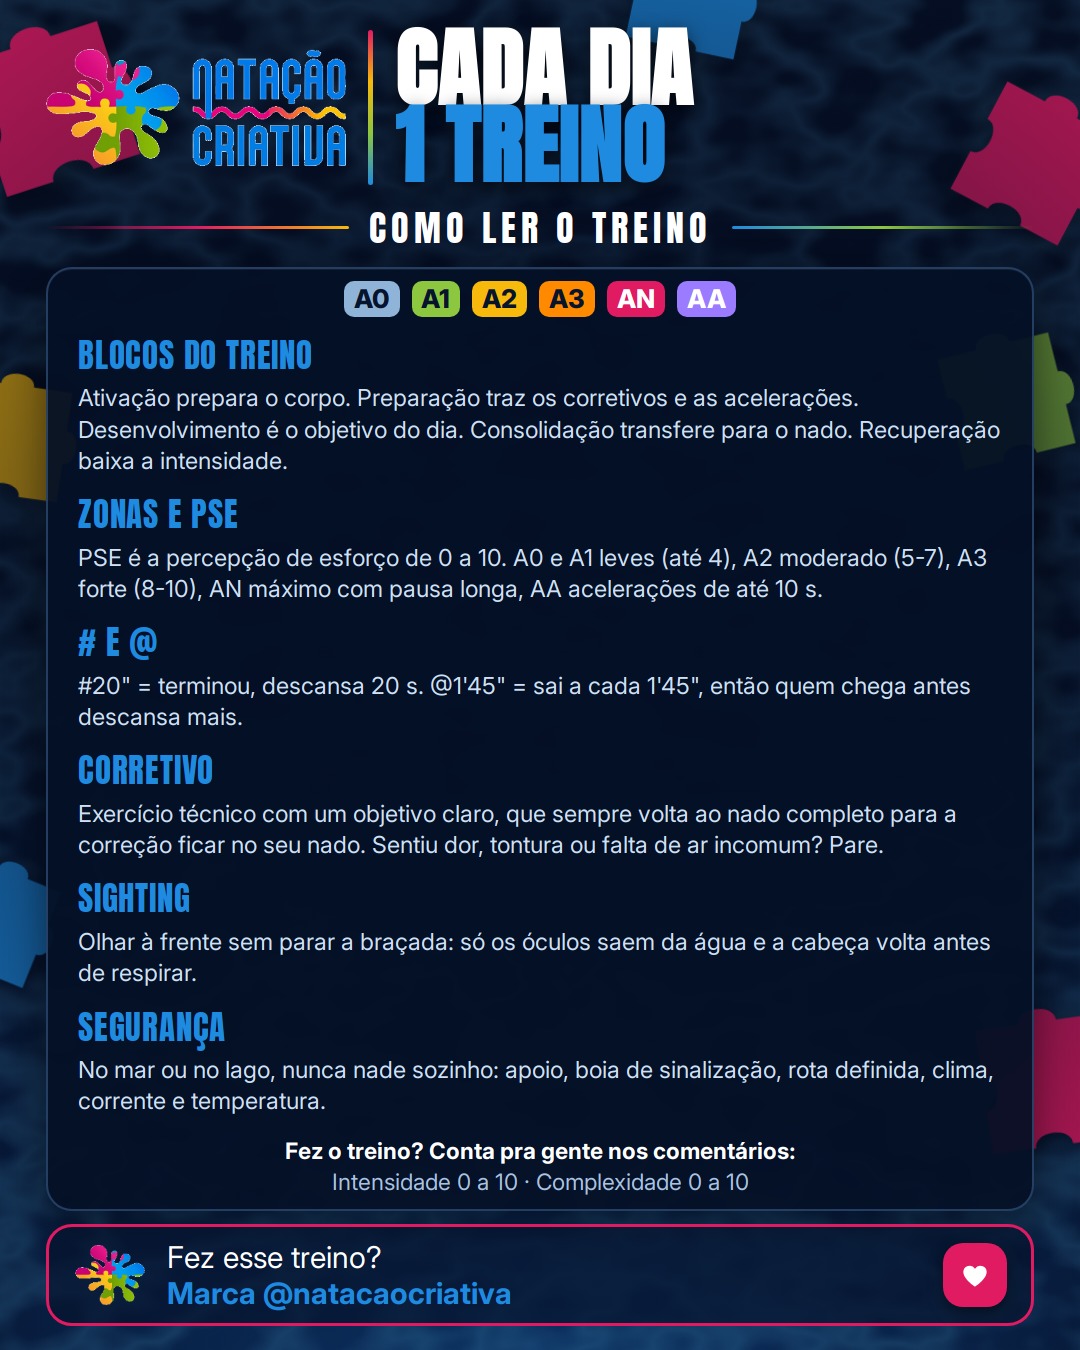 NATAÇÃO
CRIATIVA
CADA DIA
1 TREINO
COMO LER O TREINO
A0 A1 A2 A3 AN AA
BLOCOS DO TREINO
Ativação prepara o corpo. Preparação traz os corretivos e as acelerações.
Desenvolvimento é o objetivo do dia. Consolidação transfere para o nado. Recuperação
baixa a intensidade.
ZONAS E PSE
PSE é a percepção de esforço de 0 a 10. A0 e A1 leves (até 4), A2 moderado (5-7), A3
forte (8-10), AN máximo com pausa longa, AA acelerações de até 10 s.
# E @
#20" = terminou, descansa 20 s. @1'45" = sai a cada 1'45", então quem chega antes
descansa mais.
CORRETIVO
Exercício técnico com um objetivo claro, que sempre volta ao nado completo para a
correção ficar no seu nado. Sentiu dor, tontura ou falta de ar incomum? Pare.
SIGHTING
Olhar à frente sem parar a braçada: só os óculos saem da água e a cabeça volta antes
de respirar.
SEGURANÇA
No mar ou no lago, nunca nade sozinho: apoio, boia de sinalização, rota definida, clima,
corrente e temperatura.
Fez o treino? Conta pra gente nos comentários:
Intensidade 0 a 10 · Complexidade 0 a 10
Fez esse treino?
Marca @natacaocriativa